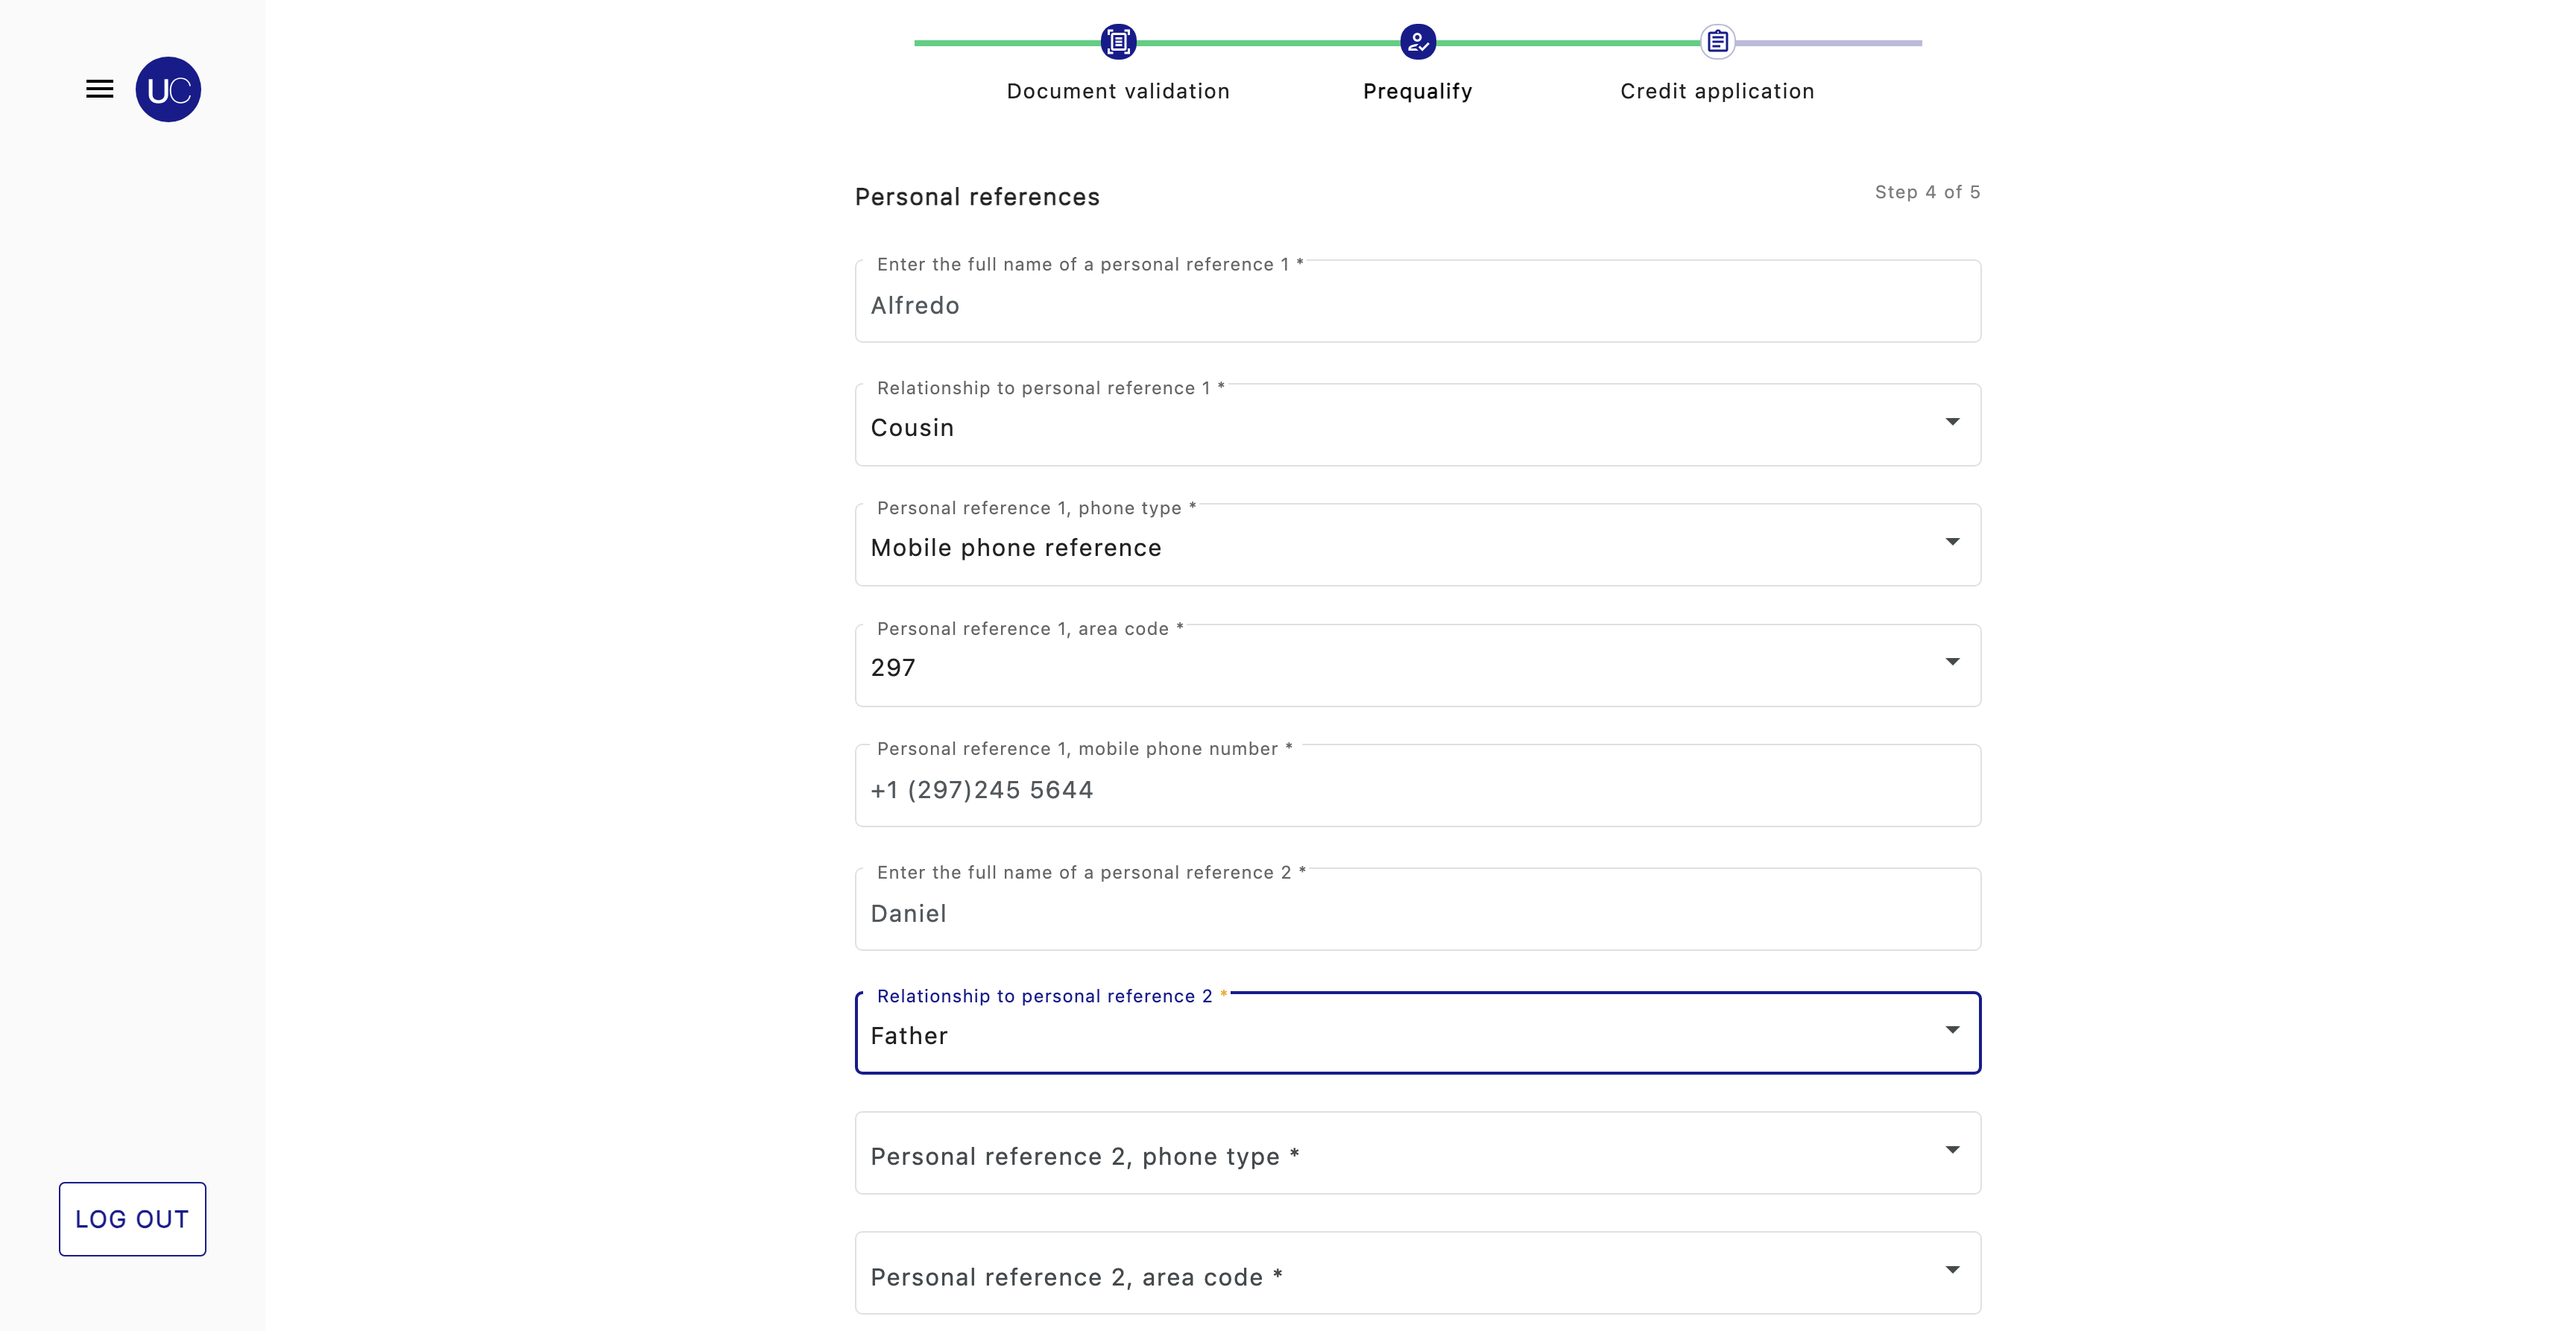 UC
Document validation
Prequalify
Credit application
Personal references
Step 4 of 5
Enter the full name of a personal reference 1 *
Alfredo
Relationship to personal reference 1 *
Cousin
Personal reference 1, phone type *
Mobile phone reference
Personal reference 1, area code *
297
Personal reference 1, mobile phone number *
+1 (297)245 5644
Enter the full name of a personal reference 2 *
Daniel
Relationship to personal reference 2 *
Father
Personal reference 2, phone type *
Personal reference 2, area code *
LOG OUT